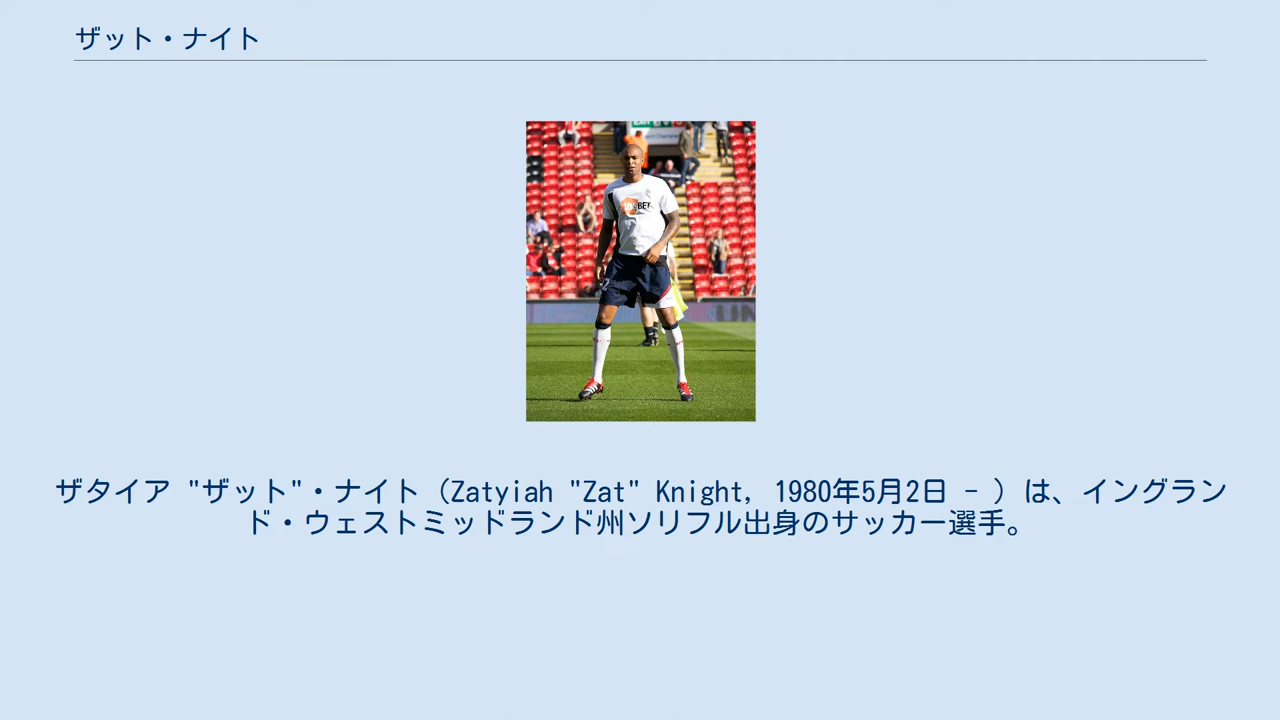 ザット・ナイト
ザタイア "ザット"・ナイト（Zatyiah "Zat" Knight, 1980年5月2日 - ）は、イングラン
ド・ウェストミッドランド州ソリフル出身のサッカー選手。